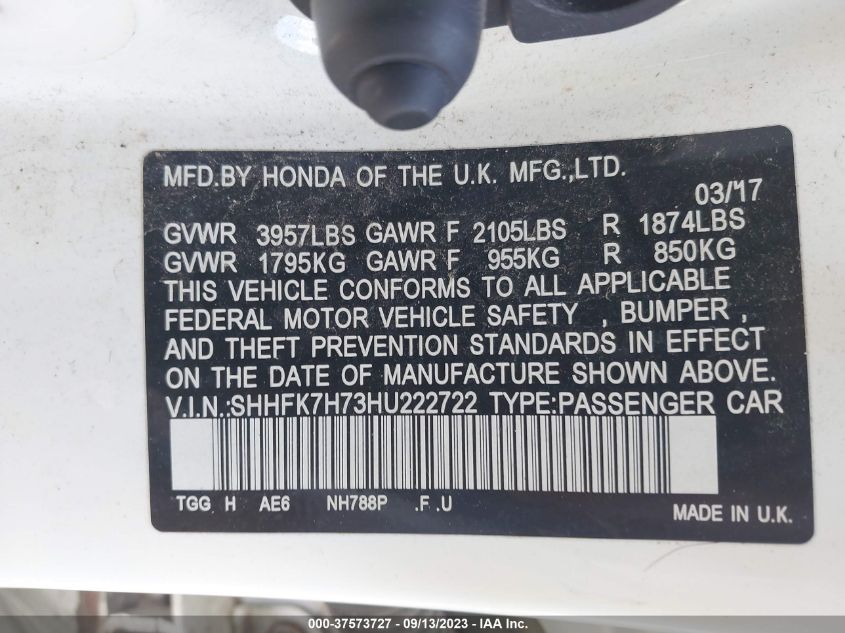 MFD.BY HONDA OF THE U.K. MFG.,LTD.
03/'17
GVWR 3957LBS GAWR F 2105LBS R 1874LBS
GVWR 1795KG GAWR F 955KG R 850KG
THIS VEHICLE CONFORMS TO ALL APPLICABLE
FEDERAL MOTOR VEHICLE SAFETY , BUMPER ,
AND THEFT PREVENTION STANDARDS IN EFFECT
ON THE DATE OF MANUFACTURE SHOWN ABOVE.
V.I.N.:SHHFK7H73HU222722 TYPE:PASSENGER CAR
TGG H AE6 NH788P .F .U
MADE IN U.K.
000-37573727 - 09/13/2023 - IAA Inc.